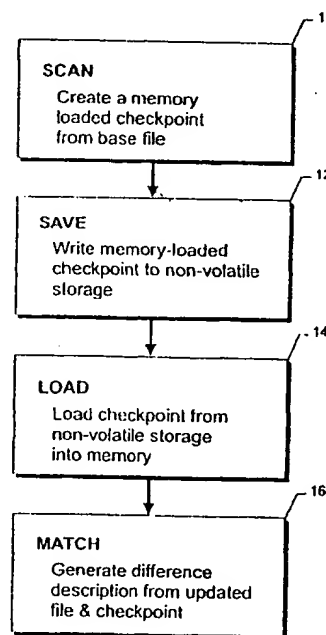 SCAN
Create a memory
loaded checkpoint
from base file
12
SAVE
Write memory-loaded
checkpoint to non-volatile
storage
14
LOAD
Load checkpoint from
non-volatile storage
into memory
16
MATCH
Generate difference
description from updated
file & checkpoint